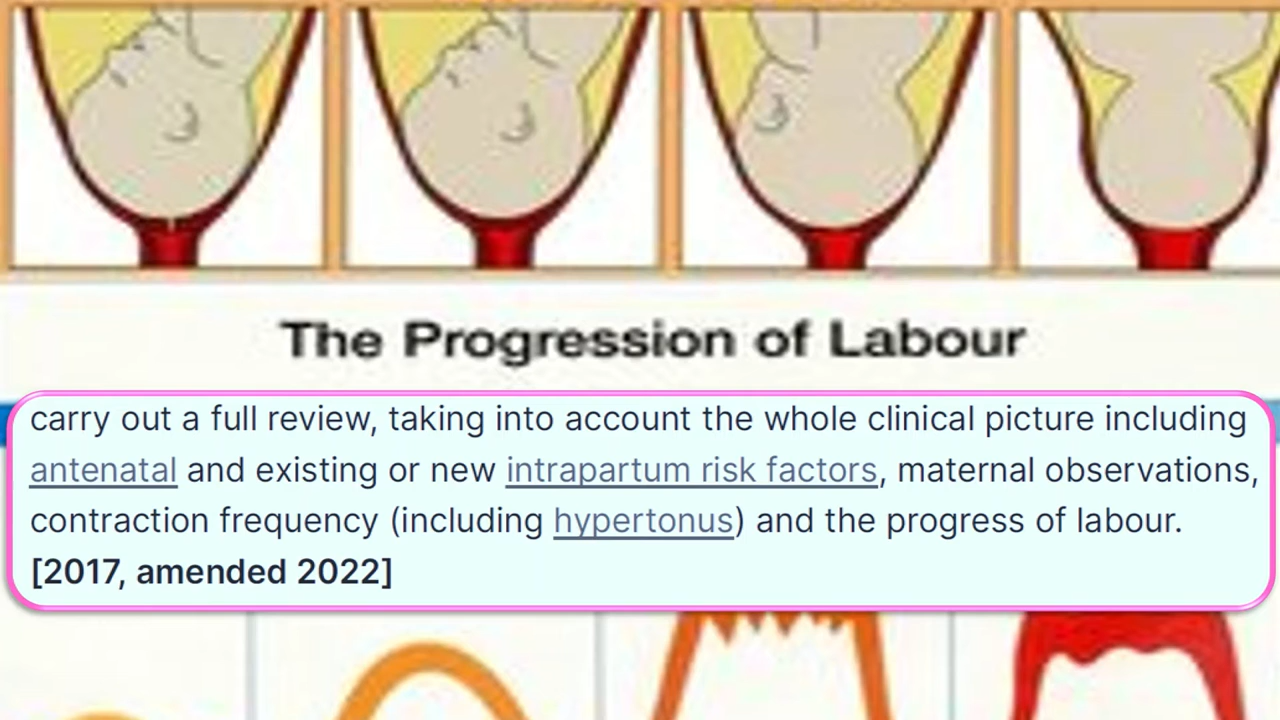 The Progression of Labour
carry out a full review, taking into account the whole clinical picture including
antenatal and existing or new intrapartum risk factors, maternal observations,
contraction frequency (including hypertonus) and the progress of labour.
[2017, amended 2022]